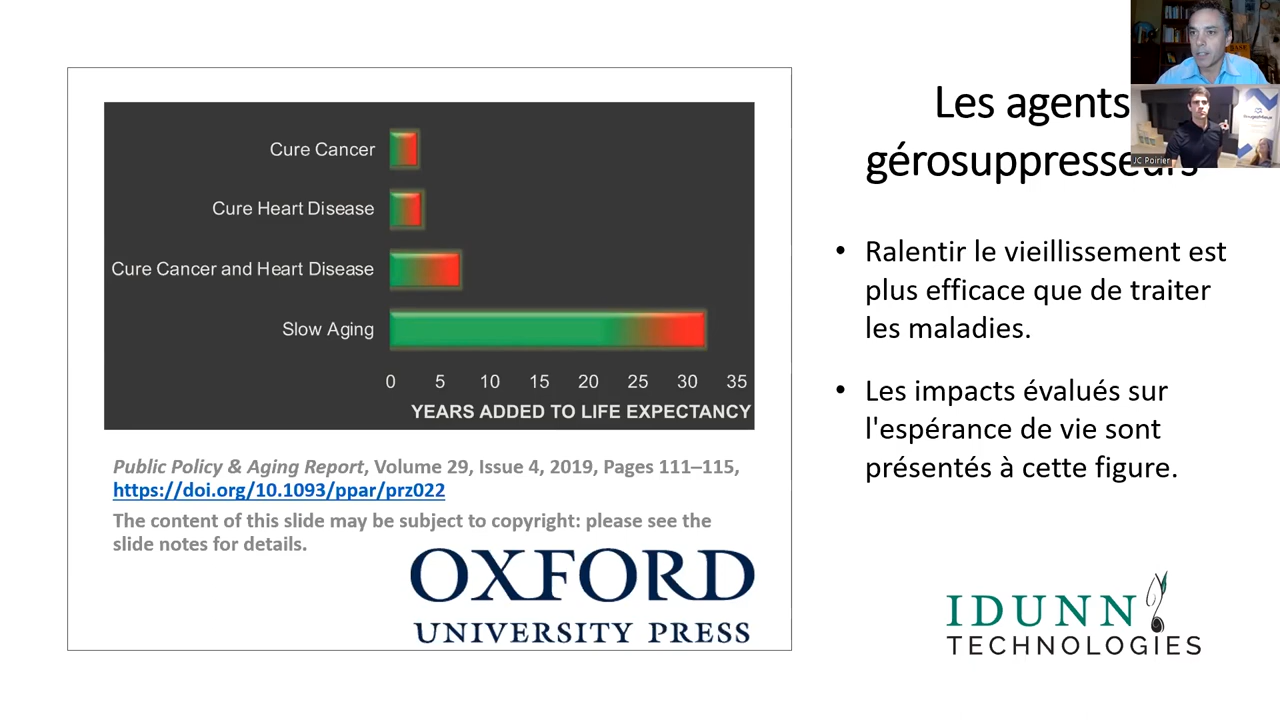 Cure Cancer
Cure Heart Disease
Cure Cancer and Heart Disease
Slow Aging
0 5 10 15 20 25 30 35
YEARS ADDED TO LIFE EXPECTANCY
Public Policy & Aging Report, Volume 29, Issue 4, 2019, Pages 111–115,
https://doi.org/10.1093/ppar/prz022
The content of this slide may be subject to copyright: please see the
slide notes for details.
OXFORD
UNIVERSITY PRESS
Les agents
gérosuppresseurs
• Ralentir le vieillissement est
plus efficace que de traiter
les maladies.
• Les impacts évalués sur
l'espérance de vie sont
présentés à cette figure.
IDUNN
TECHNOLOGIES
JC Poirier